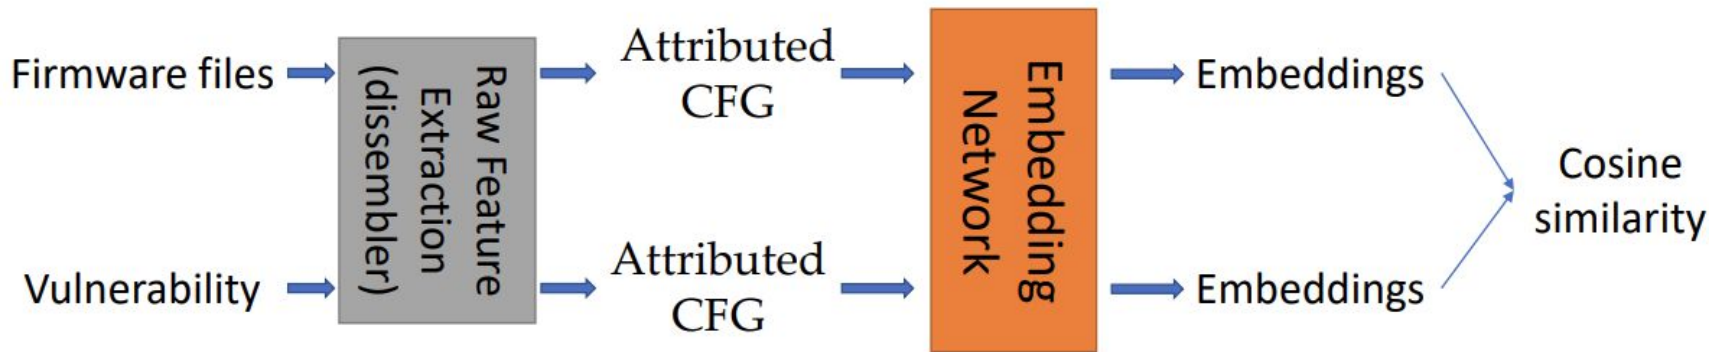 Firmware files
Raw Feature
Extraction
(dissembler)
Attributed
CFG
Embedding
Network
Embeddings
Cosine
similarity
Vulnerability
Attributed
CFG
Embeddings